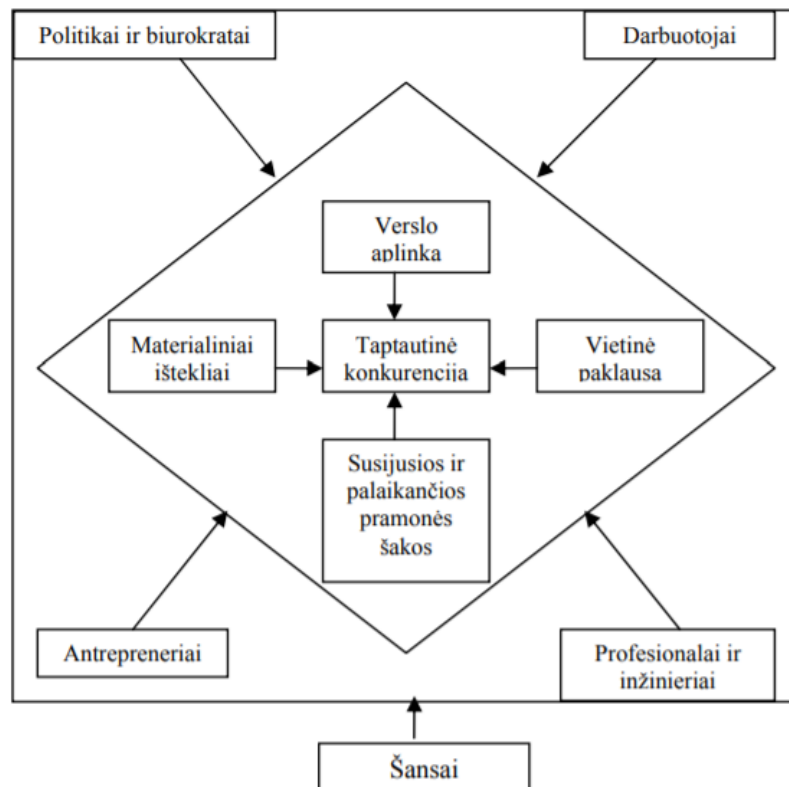 Politikai ir biurokratai
Darbuotojai
Verslo
aplinka
Materialiniai
ištekliai
Taptautinė
konkurencija
Vietinė
paklausa
Susijusios ir
palaikančios
pramonės
šakos
Antrepreneriai
Profesionalai ir
inžinieriai
Šansai